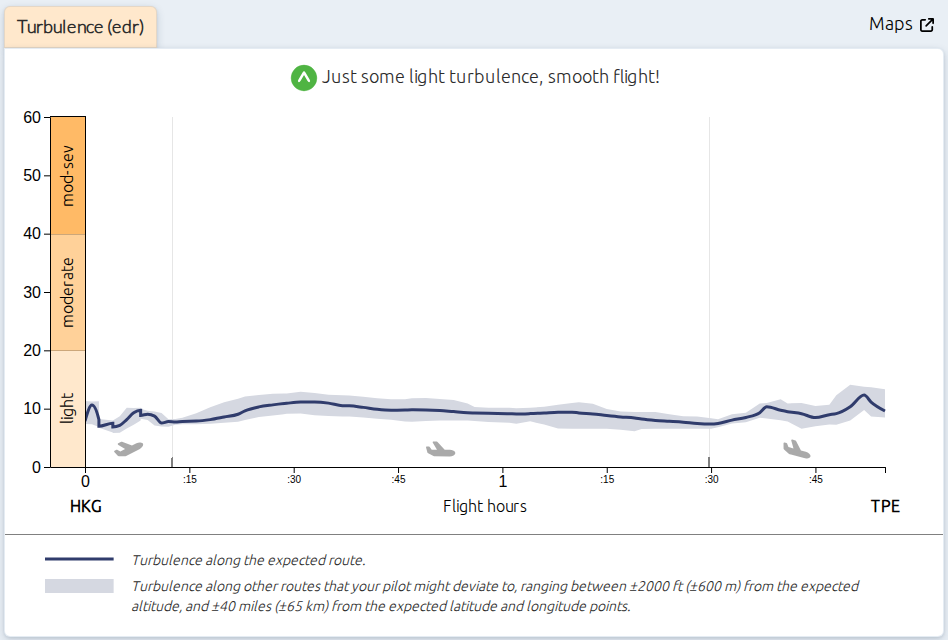 Turbulence (edr)
Maps
Just some light turbulence, smooth flight!
60
50
40
30
20
10
0
mod-sev
moderate
light
0
:15
:30
:45
1
:15
:30
:45
HKG
Flight hours
TPE
Turbulence along the expected route.
Turbulence along other routes that your pilot might deviate to, ranging between ±2000 ft (±600 m) from the expected
altitude, and ±40 miles (±65 km) from the expected latitude and longitude points.